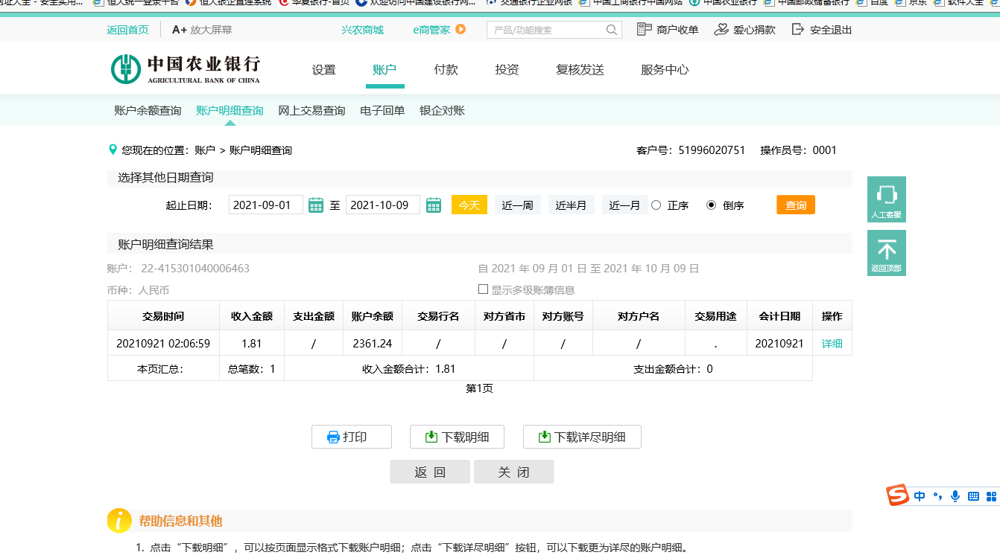 恒大统一登录平台 恒大银企直连系统 华夏银行-首页 欢迎访问中国建设银行网... 交通银行企业网银 中国工商银行中国网站 中国农业银行 中国邮政储蓄银行 百度 京东 软件大全
返回首页 A+ 放大屏幕 兴农商城 e商管家 产品/功能搜索 商户收单 爱心捐款 安全退出
中国农业银行
AGRICULTURAL BANK OF CHINA
设置 账户 付款 投资 复核发送 服务中心
账户余额查询 账户明细查询 网上交易查询 电子回单 银企对账
您现在的位置：账户 > 账户明细查询 客户号：51996020751 操作员号：0001
选择其他日期查询
起止日期： 2021-09-01 至 2021-10-09 今天 近一周 近半月 近一月 正序 倒序 查询
人工客服
账户明细查询结果
返回顶部
账户： 22-415301040006463 自 2021 年 09 月 01 日 至 2021 年 10 月 09 日
币种：人民币 显示多级账簿信息
交易时间 收入金额 支出金额 账户余额 交易行名 对方省市 对方账号 对方户名 交易用途 会计日期 操作
20210921 02:06:59 1.81 / 2361.24 / / / / . 20210921 详细
本页汇总： 总笔数：1 收入金额合计：1.81 支出金额合计：0
第1页
打印 下载明细 下载详尽明细
返 回 关 闭
S 中
i 帮助信息和其他
1. 点击“下载明细”，可以按页面显示格式下载账户明细；点击“下载详尽明细”按钮，可以下载更为详尽的账户明细。